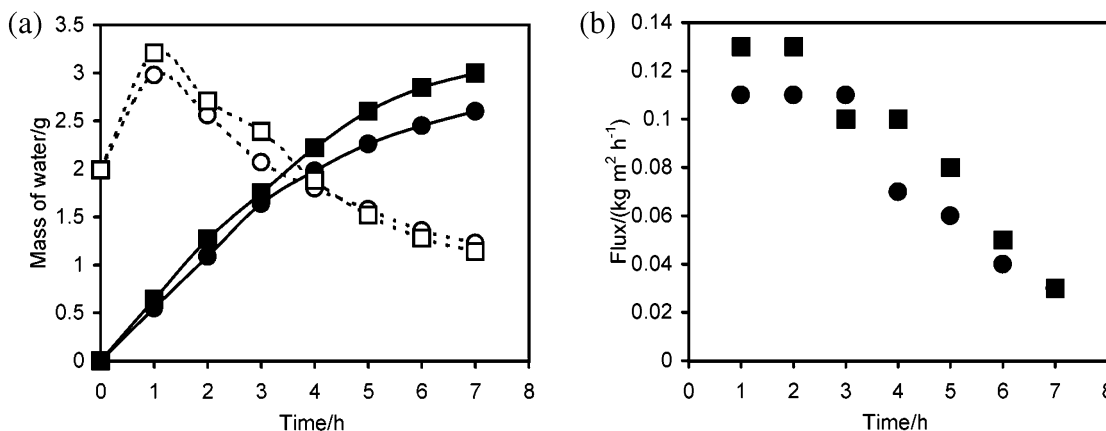 (a)
3.5
3
2.5
2
1.5
1
0.5
0
Mass of water/g
0 1 2 3 4 5 6 7 8
Time/h
(b)
0.14
0.12
0.1
0.08
0.06
0.04
0.02
0
Flux/(kg m² h⁻¹)
0 1 2 3 4 5 6 7 8
Time/h